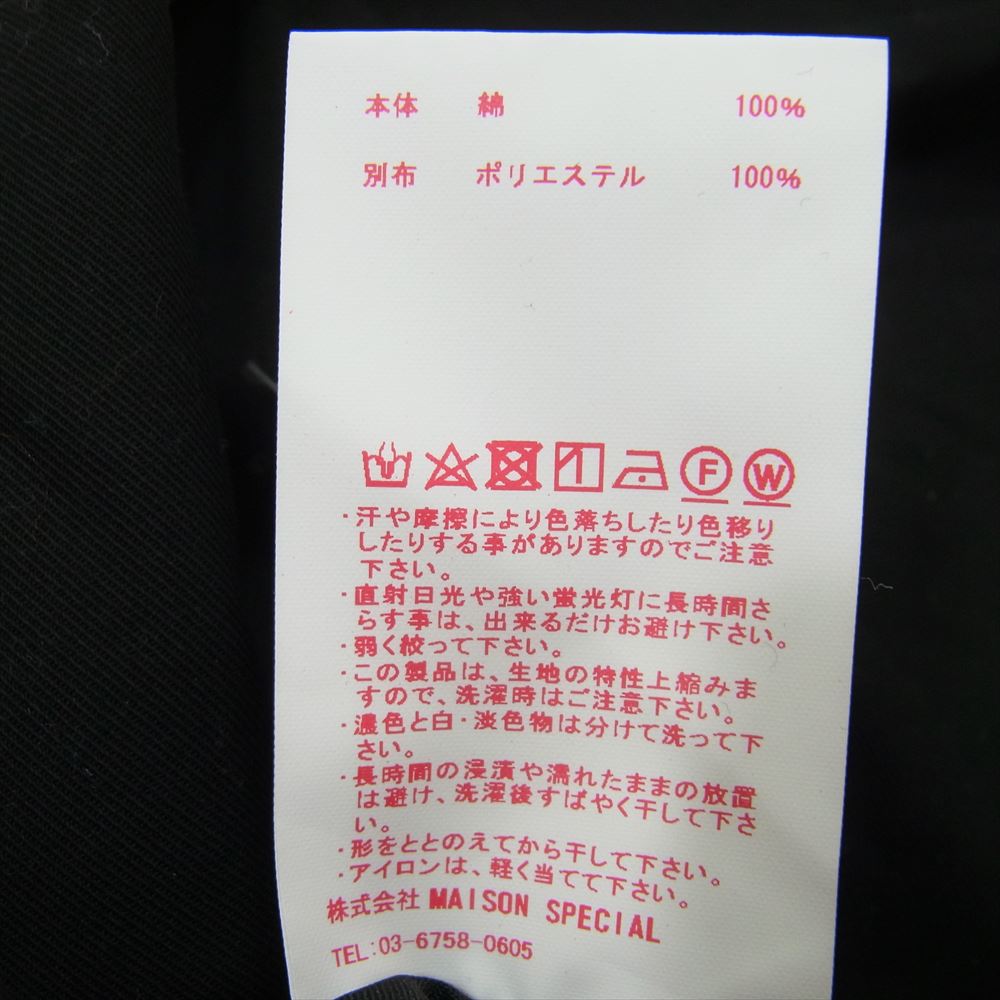 本体 綿 100%
別布 ポリエステル 100%
F W
・汗や摩擦により色落ちしたり色移り
したりする事がありますのでご注意
下さい。
・直射日光や強い蛍光灯に長時間さ
らす事は、出来るだけお避け下さい。
・弱く絞って下さい。
・この製品は、生地の特性上縮みま
すので、洗濯時はご注意下さい。
・濃色と白・淡色物は分けて洗って下
さい。
・長時間の浸漬や濡れたままの放置
は避け、洗濯後すばやく干して下さ
い。
・形をととのえてから干して下さい。
・アイロンは、軽く当てて下さい。
株式会社 MAISON SPECIAL
TEL:03-6758-0605